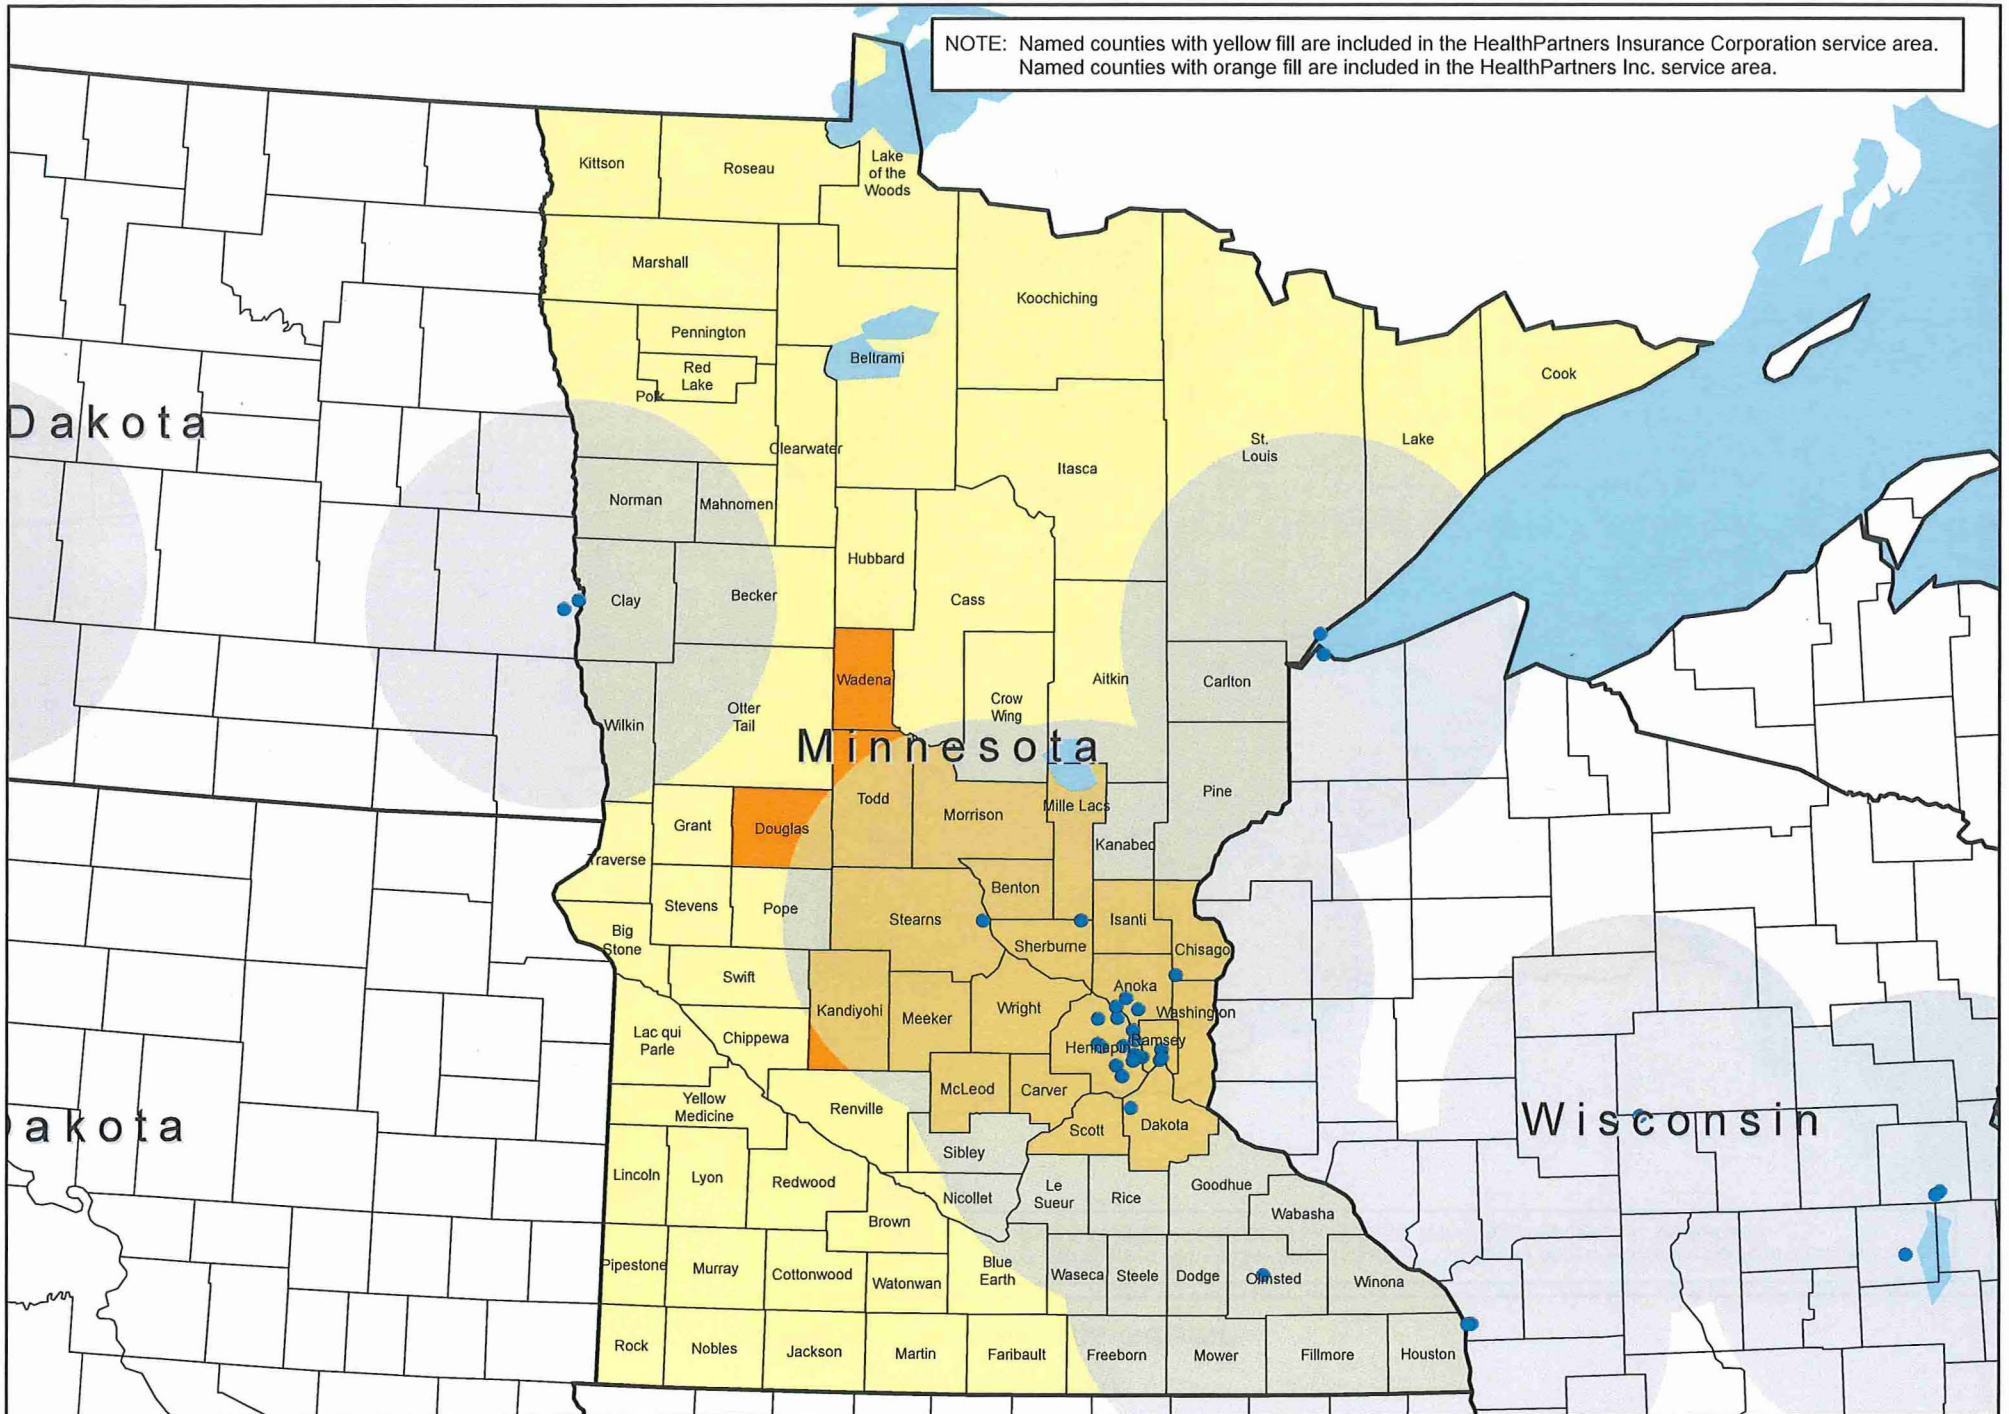 NOTE: Named counties with yellow fill are included in the HealthPartners Insurance Corporation service area.
Named counties with orange fill are included in the HealthPartners Inc. service area.
Kittson
Roseau
Lake
of the
Woods
Marshall
Koochiching
Pennington
Red
Lake
Beltrami
Cook
Polk
Dakota
Clearwater
St.
Louis
Lake
Itasca
Norman
Mahnomen
Hubbard
Clay
Becker
Cass
Wadena
Aitkin
Carlton
Crow
Wing
Otter
Tail
Wilkin
Minnesota
Todd
Morrison
Mille Lacs
Pine
Grant
Douglas
Kanabec
Traverse
Benton
Stevens
Pope
Stearns
Isanti
Big
Stone
Sherburne
Chisago
Swift
Anoka
Kandiyohi
Meeker
Wright
Washington
Lac qui
Parle
Chippewa
Hennepin
Ramsey
McLeod
Carver
Yellow
Medicine
Renville
Dakota
Scott
Dakota
Wisconsin
Sibley
Lincoln
Lyon
Redwood
Nicollet
Le
Sueur
Rice
Goodhue
Brown
Wabasha
Pipestone
Murray
Cottonwood
Watonwan
Blue
Earth
Waseca
Steele
Dodge
Olmsted
Winona
Rock
Nobles
Jackson
Martin
Faribault
Freeborn
Mower
Fillmore
Houston